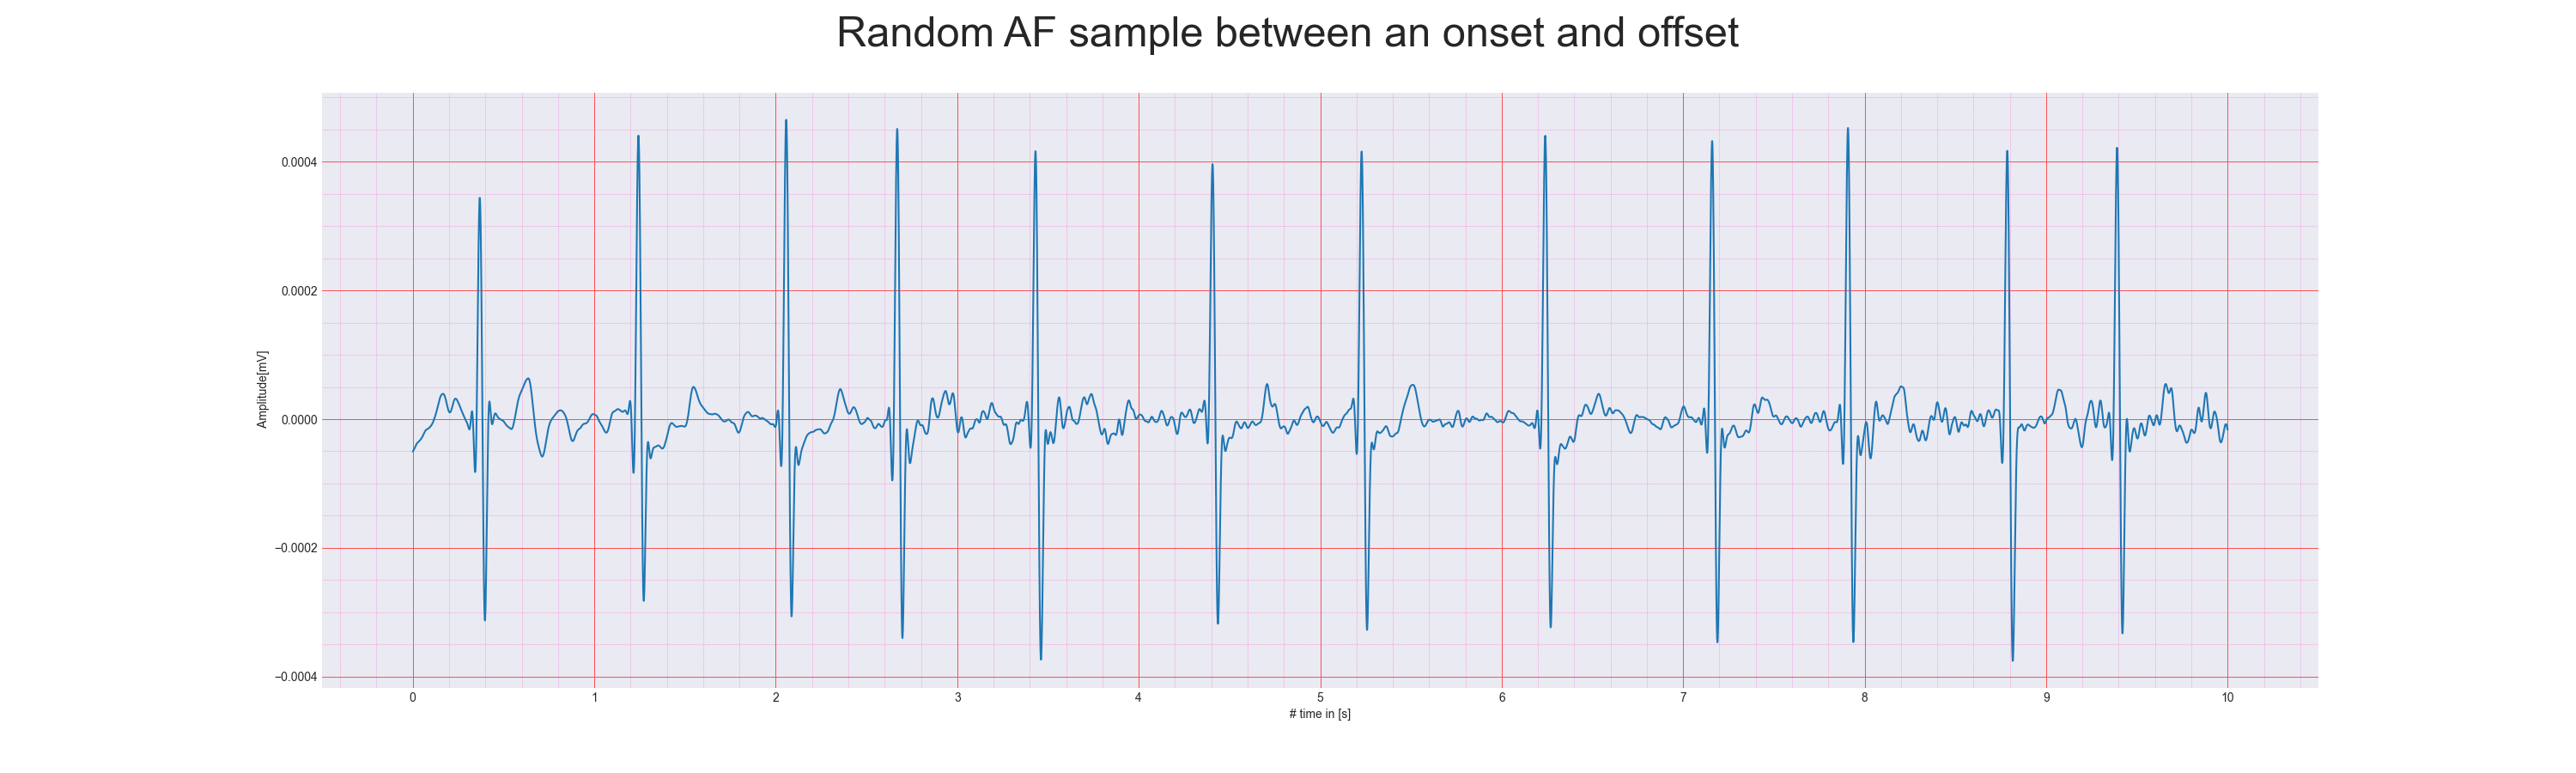 Random AF sample between an onset and offset
0.0004
0.0002
0.0000
−0.0002
−0.0004
Amplitude[mV]
0 1 2 3 4 5 6 7 8 9 10
# time in [s]